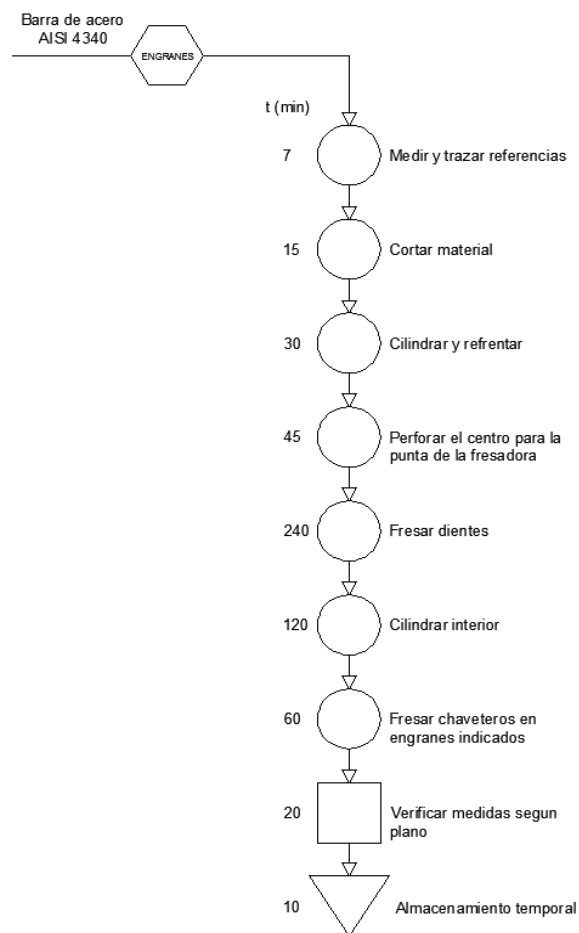 Barra de acero
AISI 4340
ENGRANES
t (min)
7 Medir y trazar referencias
15 Cortar material
30 Cilindrar y refrentar
45 Perforar el centro para la
punta de la fresadora
240 Fresar dientes
120 Cilindrar interior
60 Fresar chaveteros en
engranes indicados
20 Verificar medidas segun
plano
10 Almacenamiento temporal